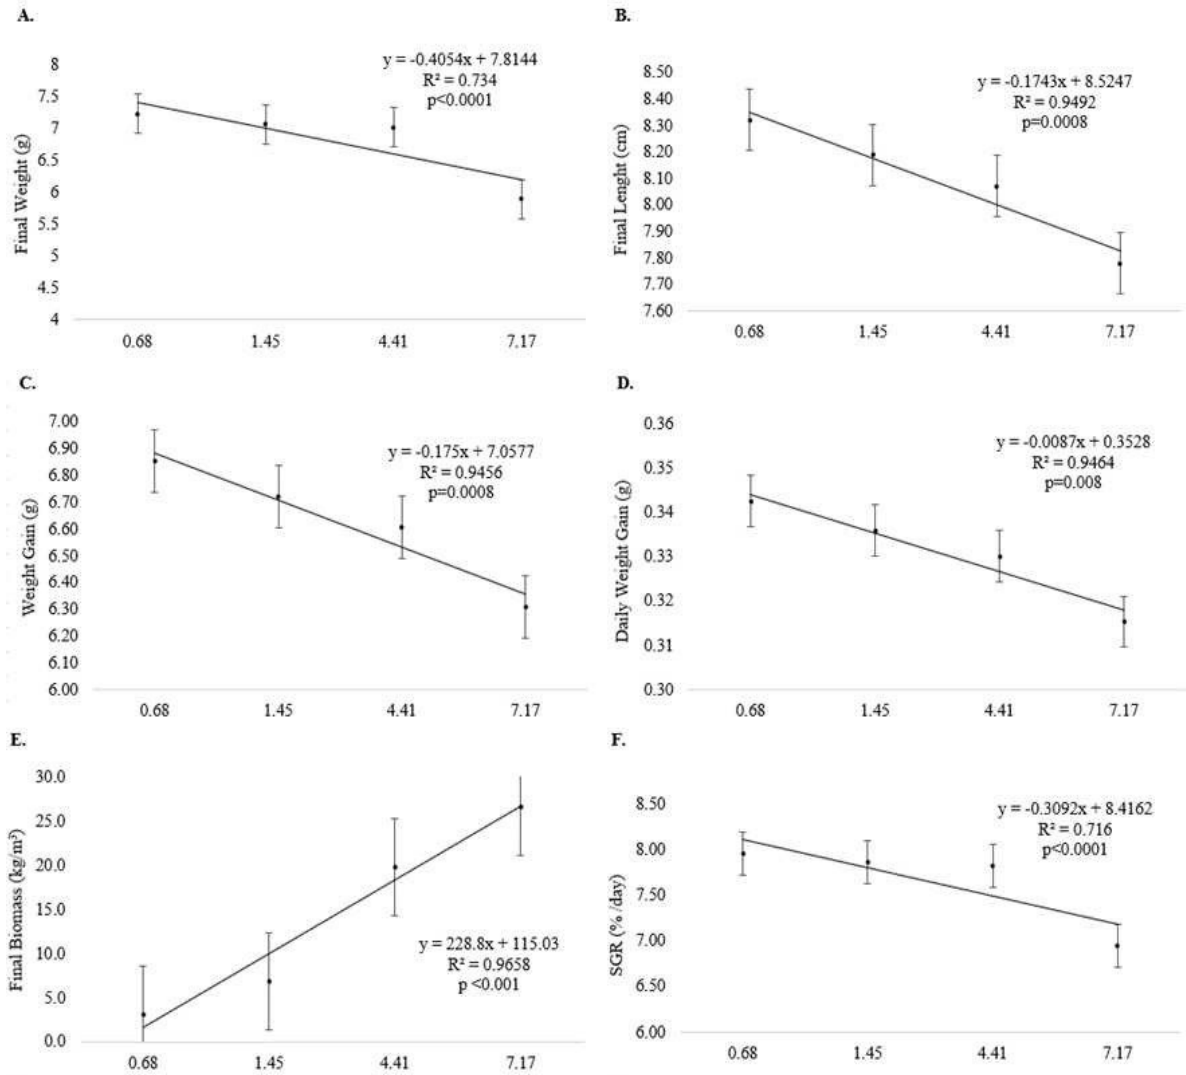 A.
y = -0.4054x + 7.8144
R² = 0.734
p<0.0001
Final Weight (g)
8
7.5
7
6.5
6
5.5
5
4.5
4
0.68 1.45 4.41 7.17
B.
y = -0.1743x + 8.5247
R² = 0.9492
p=0.0008
Final Lenght (cm)
8.50
8.40
8.30
8.20
8.10
8.00
7.90
7.80
7.70
7.60
0.68 1.45 4.41 7.17
C.
y = -0.175x + 7.0577
R² = 0.9456
p=0.0008
Weight Gain (g)
7.00
6.90
6.80
6.70
6.60
6.50
6.40
6.30
6.20
6.10
6.00
0.68 1.45 4.41 7.17
D.
y = -0.0087x + 0.3528
R² = 0.9464
p=0.008
Daily Weight Gain (g)
0.36
0.35
0.34
0.33
0.32
0.31
0.30
0.68 1.45 4.41 7.17
E.
Final Biomass (kg/m³)
30.0
25.0
20.0
15.0
10.0
5.0
0.0
y = 228.8x + 115.03
R² = 0.9658
p <0.001
0.68 1.45 4.41 7.17
F.
y = -0.3092x + 8.4162
R² = 0.716
p<0.0001
SGR (% /day)
8.50
8.00
7.50
7.00
6.50
6.00
0.68 1.45 4.41 7.17